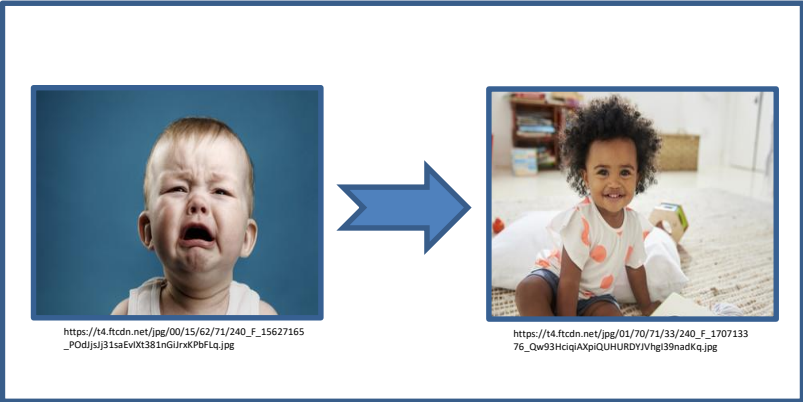 https://t4.ftcdn.net/jpg/00/15/62/71/240_F_15627165
_POdJjsJj31saEvIXt381nGiJrxKPbFLq.jpg
https://t4.ftcdn.net/jpg/01/70/71/33/240_F_1707133
76_Qw93HciqiAXpiQUHURDYJVhgI39nadKq.jpg